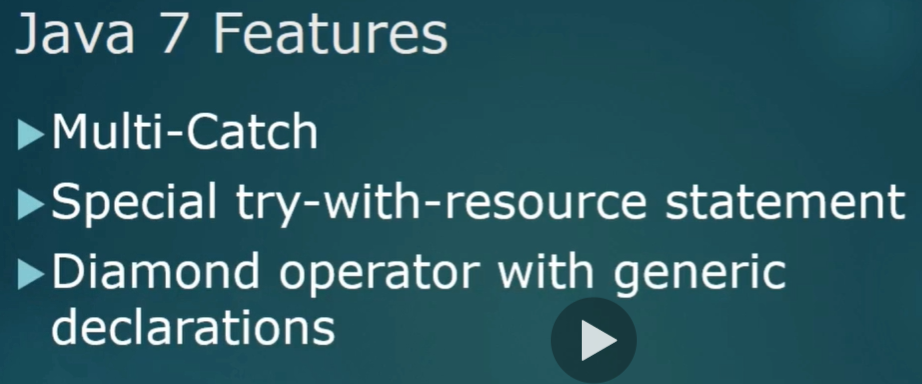 Java 7 Features
Multi-Catch
Special try-with-resource statement
Diamond operator with generic
declarations